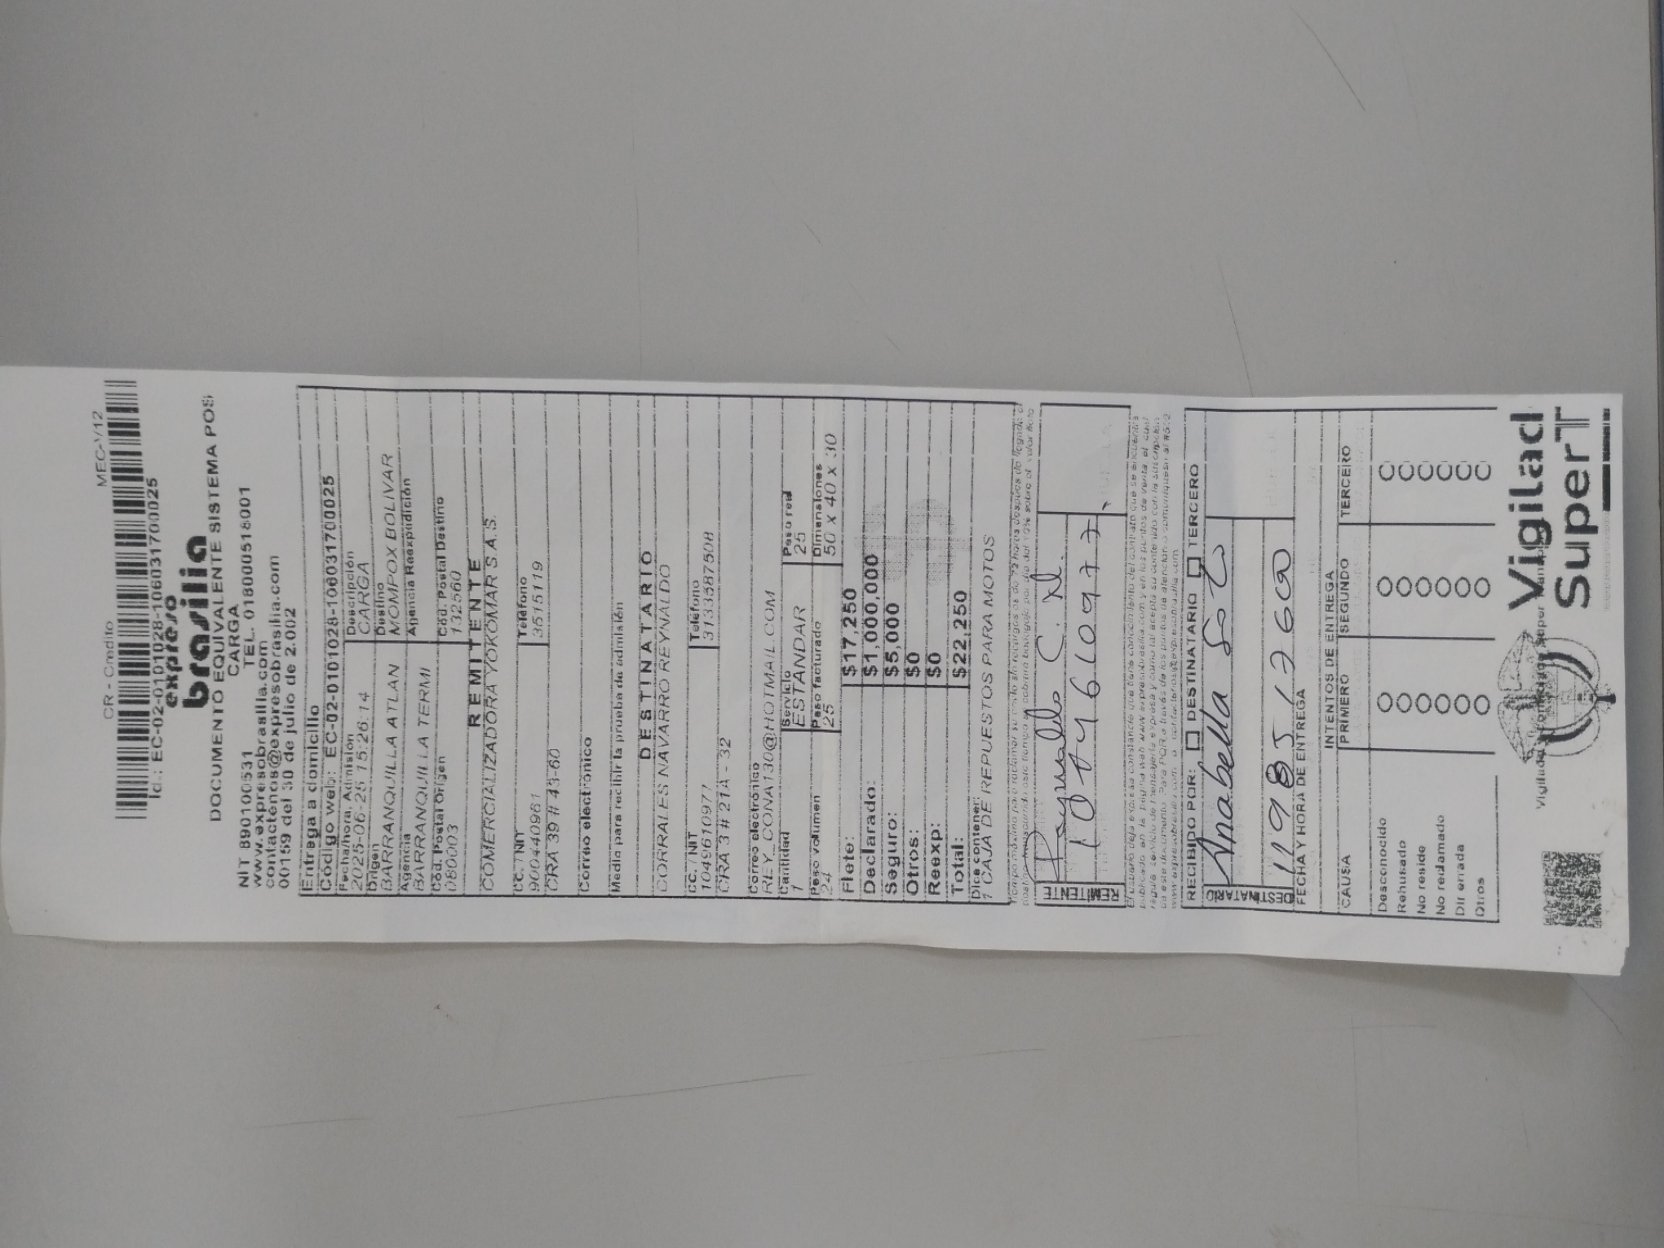 CR - Credito
MEC-V12
Id.: EC-02-0101028-106031700025
expreso
brasilia
DOCUMENTO EQUIVALENTE SISTEMA POS
CARGA
NIT 890100531 TEL. 018000518001
www.expresobrasilia.com
contactenos@expresobrasilia.com
00159 del 30 de julio de 2.002
Entrega a domicilio
Código web: EC-02-0101028-106031700025
Fecha/hora Admisión Descripción
2025-06-25 15:26:14 CARGA
Origen Destino
BARRANQUILLA ATLAN MOMPOX BOLIVAR
Agencia Agencia Reexpedición
BARRANQUILLA TERMI
Cód. Postal Origen Cód. Postal Destino
080003 132560
REMITENTE
COMERCIALIZADORA YOKOMAR S.A.S.
CC. / NIT Teléfono
900440961 3515119
CRA 39 # 43-60
Correo electrónico
Medio para recibir la prueba de admisión
DESTINATARIO
CORRALES NAVARRO REYNALDO
CC. / NIT Teléfono
1049610977 3133587508
CRA 3 # 21A - 32
Correo electrónico
REY_CONA130@HOTMAIL.COM
Cantidad Servicio Peso real
1 ESTANDAR 25
Peso volumen Peso facturado Dimensiones
24 25 50 x 40 x 30
Flete: $17,250
Declarado: $1,000,000
Seguro: $5,000
Otros: $0
Reexp: $0
Total: $22,250
Dice contener:
1 CAJA DE REPUESTOS PARA MOTOS
REMITENTE
Reynaldo C. N.
RECIBIDO POR: DESTINATARIO TERCERO
DESTINATARIO
Anabella Soto
FECHA Y HORA DE ENTREGA
INTENTOS DE ENTREGA
CAUSA PRIMERO SEGUNDO TERCERO
Desconocido
Rehusado
No reside
No reclamado
Dir errada
Otros
Vigilad
SuperT